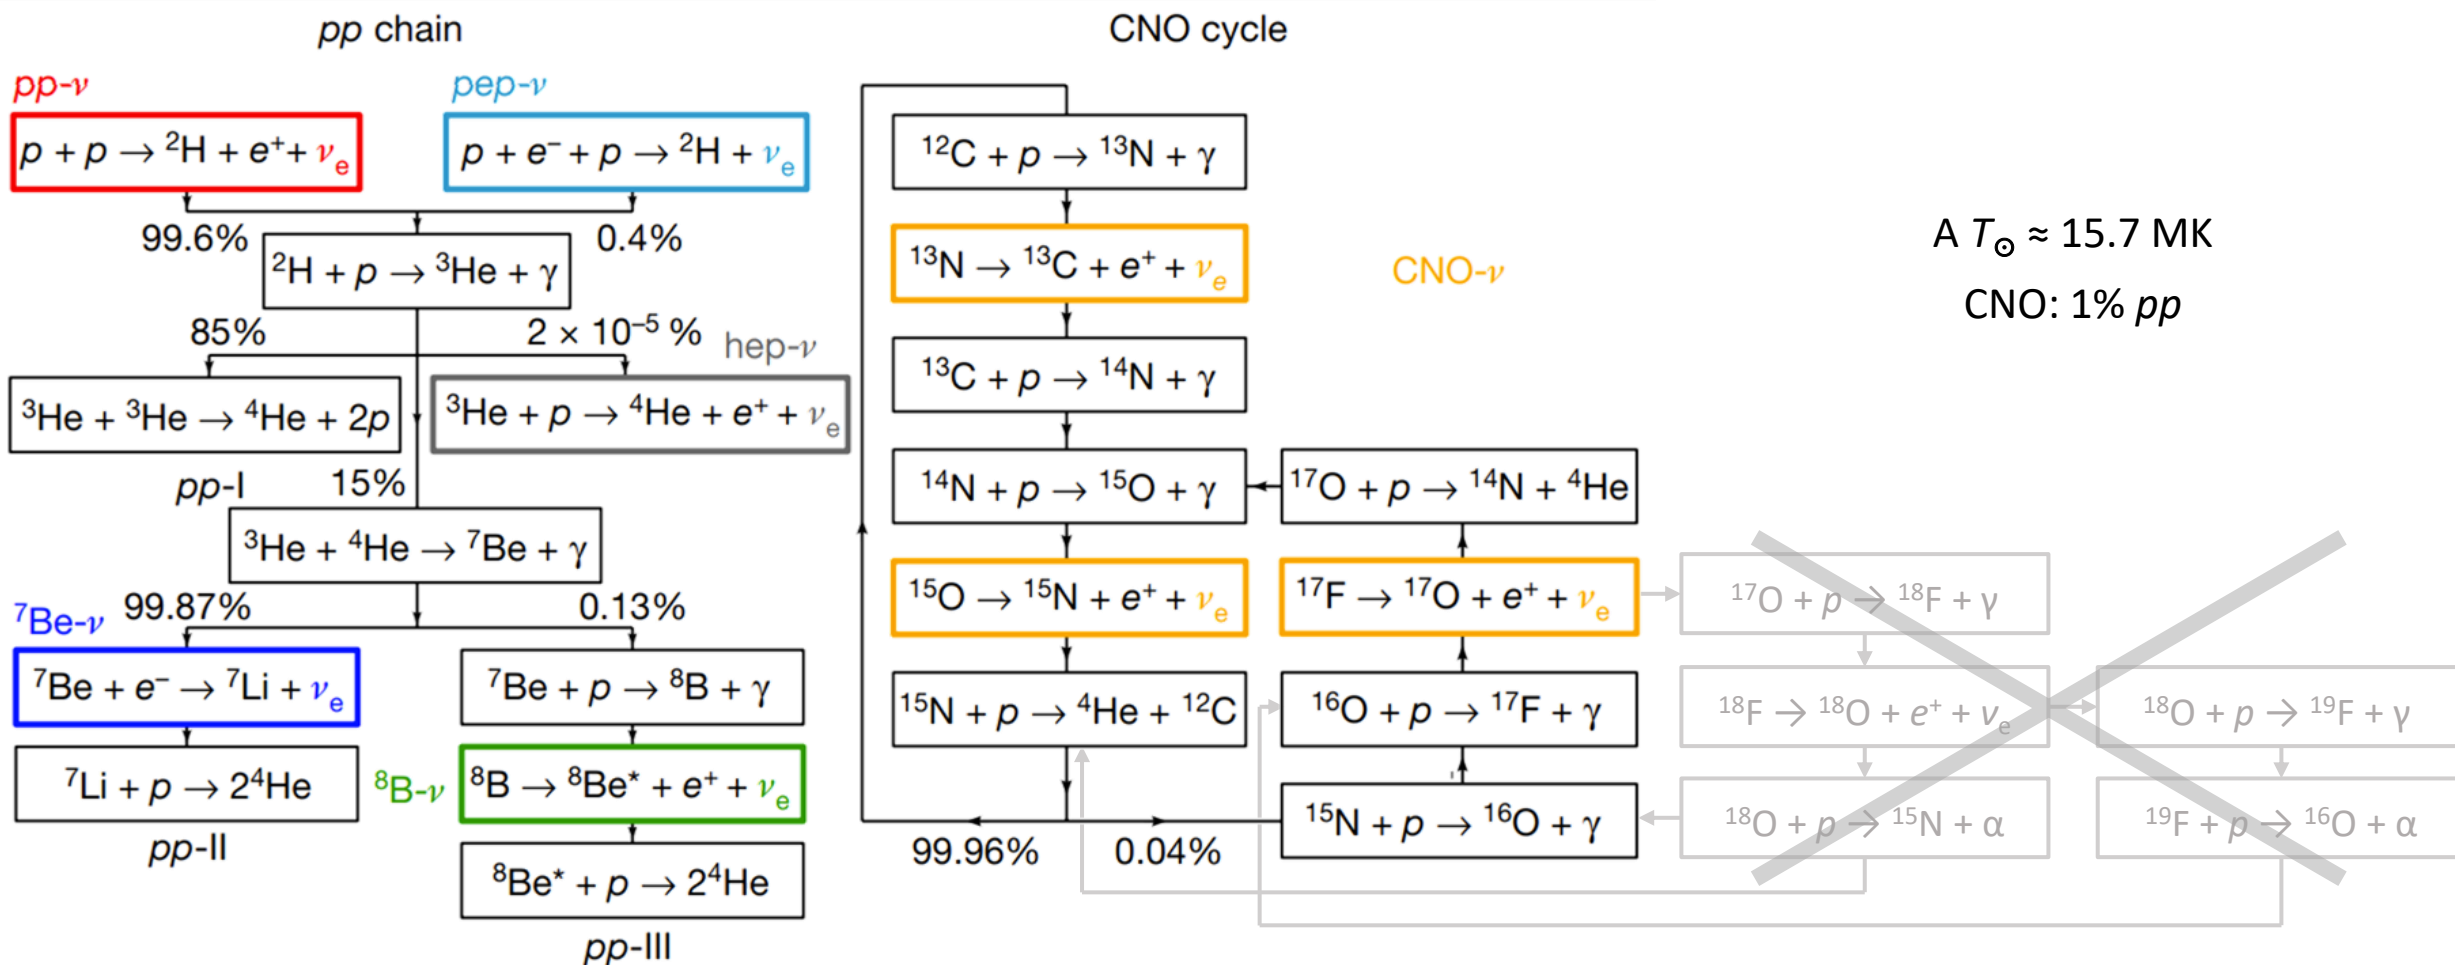 pp chain
pp-ν
pep-ν
p + p → ²H + e⁺+ νₑ
p + e⁻ + p → ²H + νₑ
99.6%
0.4%
²H + p → ³He + γ
85%
2 × 10⁻⁵ %
hep-ν
³He + ³He → ⁴He + 2p
³He + p → ⁴He + e⁺ + νₑ
pp-I
15%
³He + ⁴He → ⁷Be + γ
⁷Be-ν
99.87%
0.13%
⁷Be + e⁻ → ⁷Li + νₑ
⁷Be + p → ⁸B + γ
⁷Li + p → 2⁴He
⁸B-ν
⁸B → ⁸Be* + e⁺ + νₑ
pp-II
⁸Be* + p → 2⁴He
pp-III
CNO cycle
¹²C + p → ¹³N + γ
¹³N → ¹³C + e⁺ + νₑ
CNO-ν
¹³C + p → ¹⁴N + γ
¹⁴N + p → ¹⁵O + γ
¹⁷O + p → ¹⁴N + ⁴He
¹⁵O → ¹⁵N + e⁺ + νₑ
¹⁷F → ¹⁷O + e⁺ + νₑ
¹⁵N + p → ⁴He + ¹²C
¹⁶O + p → ¹⁷F + γ
¹⁵N + p → ¹⁶O + γ
99.96%
0.04%
¹⁷O + p → ¹⁸F + γ
¹⁸F → ¹⁸O + e⁺ + νₑ
¹⁸O + p → ¹⁹F + γ
¹⁸O + p → ¹⁵N + α
¹⁹F + p → ¹⁶O + α
A T☉ ≈ 15.7 MK
CNO: 1% pp